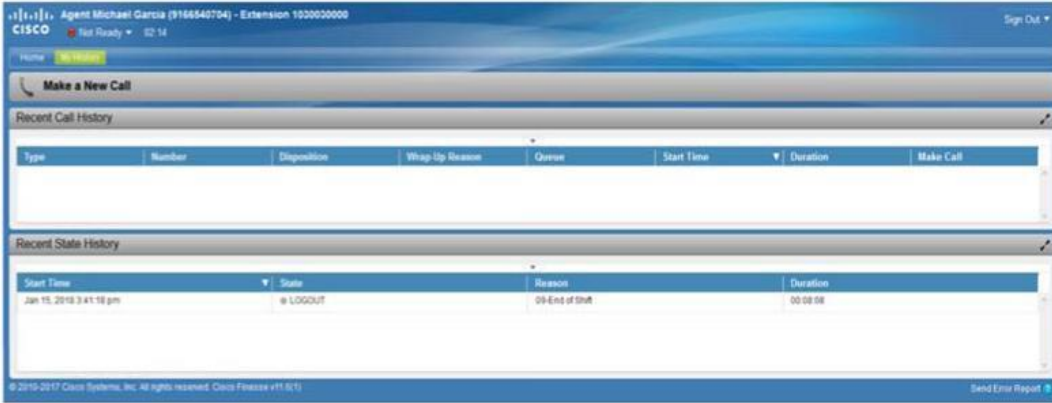 Agent Michael Garcia (9166540704) - Extension 1030030000
Sign Out
CISCO
Not Ready 02:14
Home My History
Make a New Call
Recent Call History
Type Number Disposition Wrap-Up Reason Queue Start Time Duration Make Call
Recent State History
Start Time State Reason Duration
Jan 15, 2018 3:41:18 pm LOGOUT 09-End of Shift 00:08:08
© 2010-2017 Cisco Systems, Inc. All rights reserved. Cisco Finesse v11.6(1)
Send Error Report